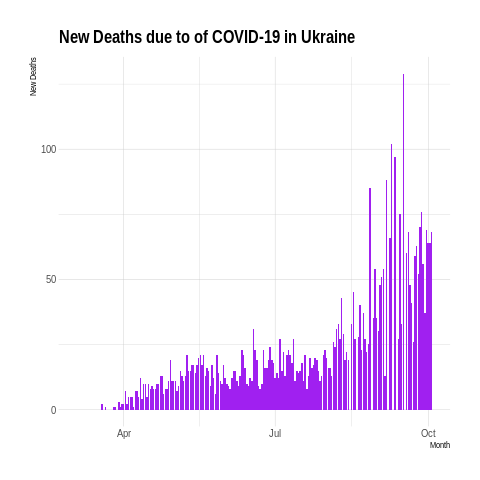 New Deaths due to of COVID-19 in Ukraine
New Deaths
100
50
0
Apr
Jul
Oct
Month